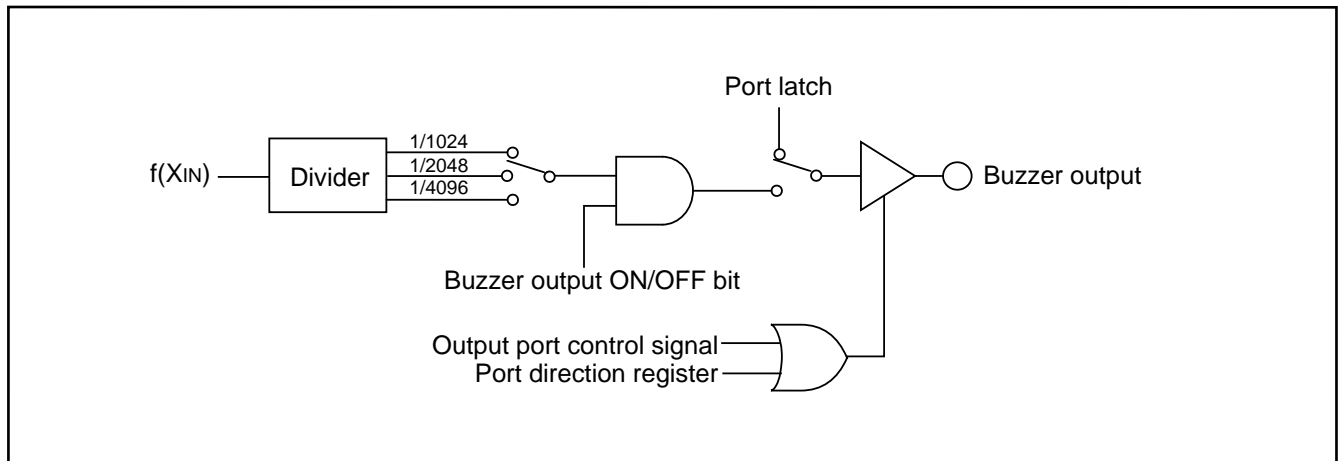 Port latch
1/1024
f(XIN)
Divider
1/2048
1/4096
Buzzer output
Buzzer output ON/OFF bit
Output port control signal
Port direction register